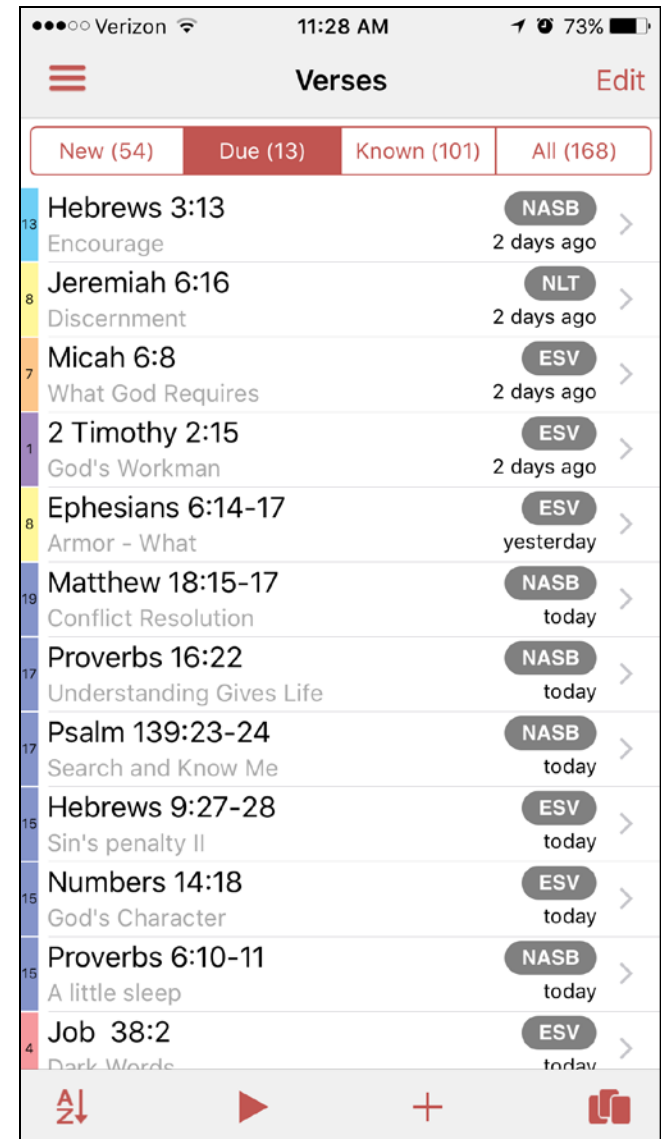 Verizon 11:28 AM 73%
Verses Edit
New (54) Due (13) Known (101) All (168)
13 Hebrews 3:13 NASB
Encourage 2 days ago
8 Jeremiah 6:16 NLT
Discernment 2 days ago
7 Micah 6:8 ESV
What God Requires 2 days ago
1 2 Timothy 2:15 ESV
God's Workman 2 days ago
8 Ephesians 6:14-17 ESV
Armor - What yesterday
19 Matthew 18:15-17 NASB
Conflict Resolution today
17 Proverbs 16:22 NASB
Understanding Gives Life today
17 Psalm 139:23-24 NASB
Search and Know Me today
15 Hebrews 9:27-28 ESV
Sin's penalty II today
15 Numbers 14:18 ESV
God's Character today
15 Proverbs 6:10-11 NASB
A little sleep today
4 Job 38:2 ESV
Dark Words today
A
Z